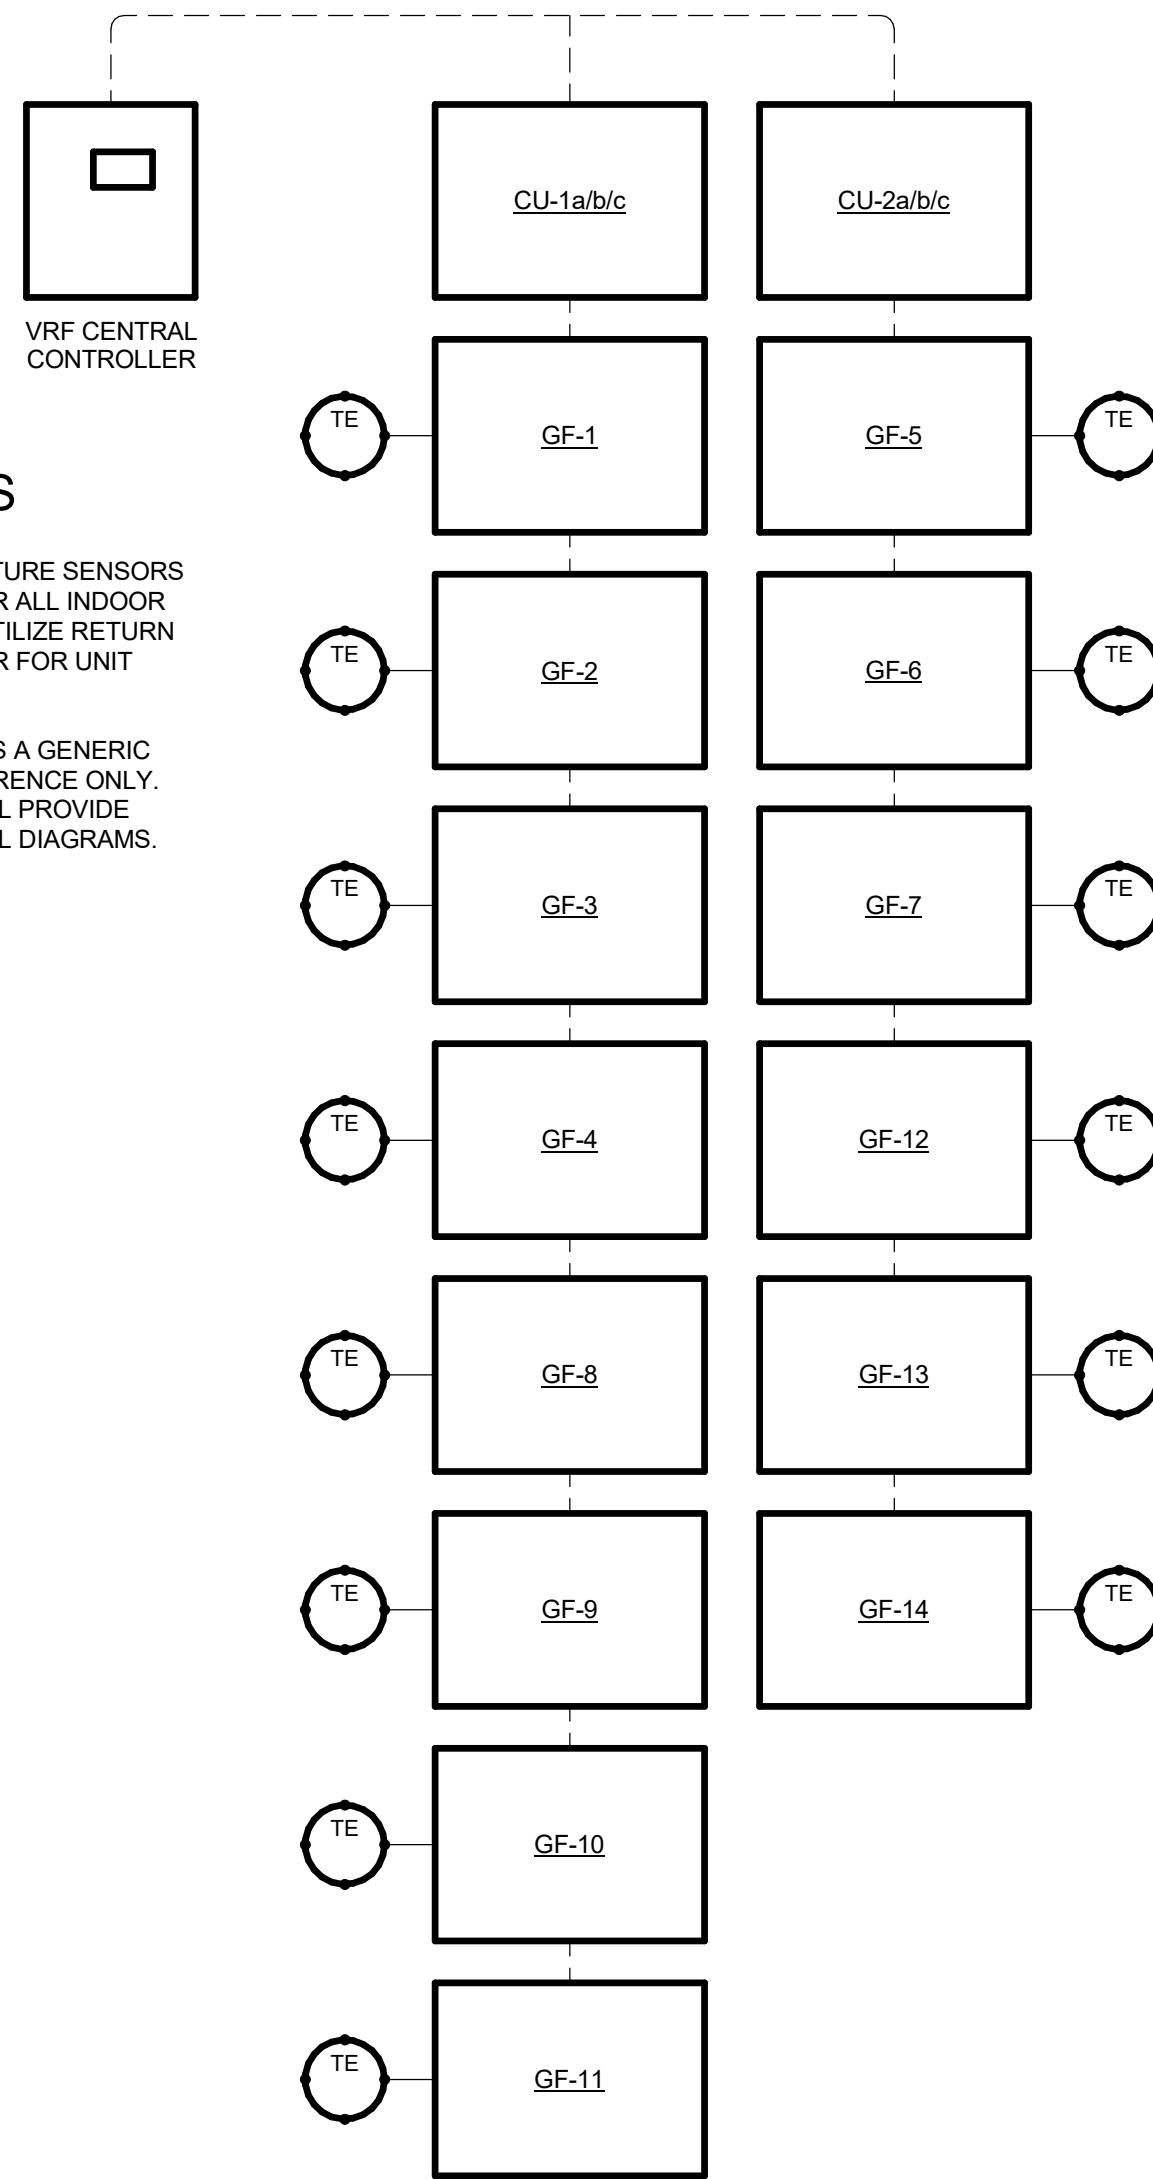 CU-1a/b/c
CU-2a/b/c
VRF CENTRAL
CONTROLLER
TE
GF-1
GF-5
TE
S
TURE SENSORS
R ALL INDOOR
TILIZE RETURN
R FOR UNIT
TE
GF-2
GF-6
TE
S A GENERIC
RENCE ONLY.
L PROVIDE
L DIAGRAMS.
TE
GF-3
GF-7
TE
TE
GF-4
GF-12
TE
TE
GF-8
GF-13
TE
TE
GF-9
GF-14
TE
TE
GF-10
TE
GF-11